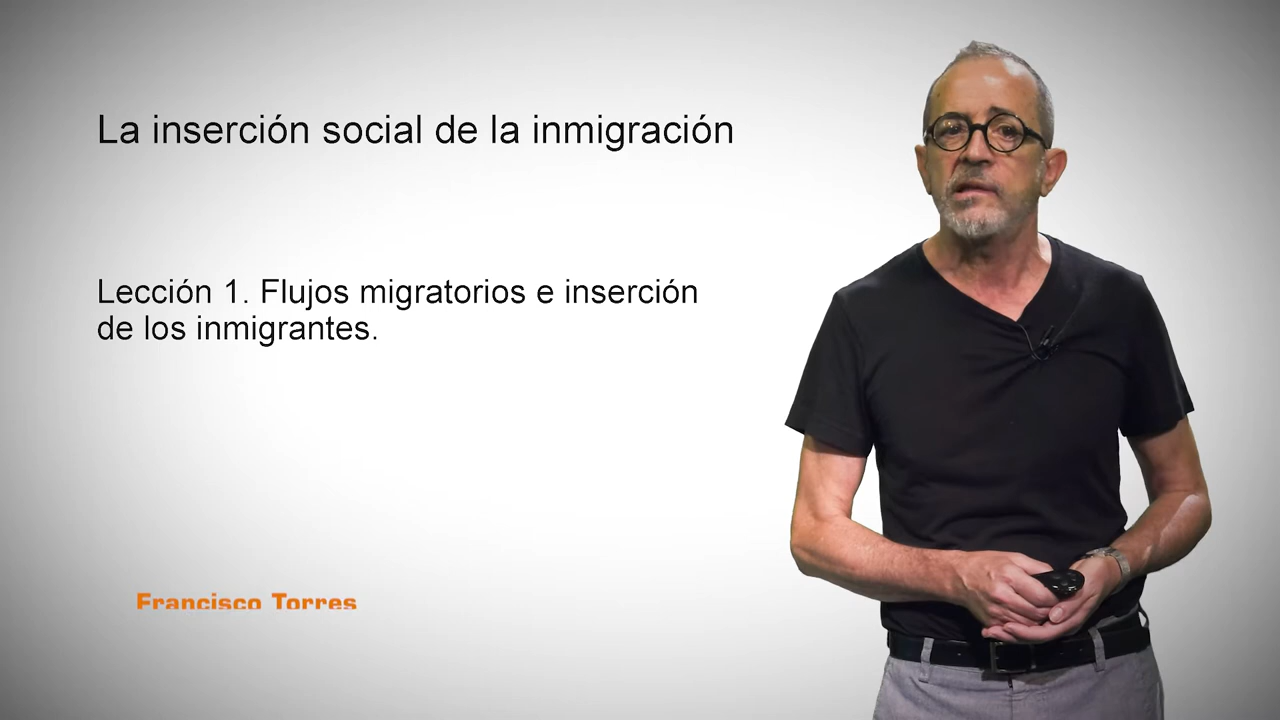 La inserción social de la inmigración
Lección 1. Flujos migratorios e inserción
de los inmigrantes.
Francisco Torres